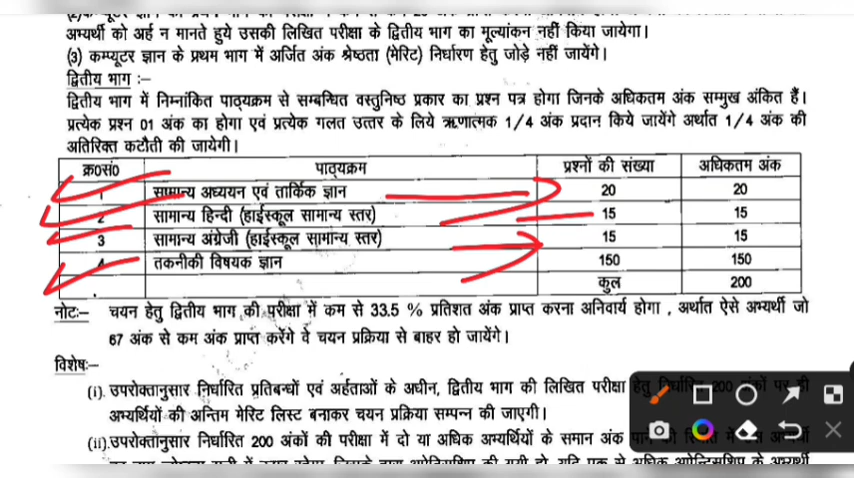 अभ्यर्थी को अर्ह न मानते हुये उसकी लिखित परीक्षा के द्वितीय भाग का मूल्यांकन नहीं किया जायेगा।
(3) कम्प्यूटर ज्ञान के प्रथम भाग में अर्जित अंक श्रेष्ठता (मेरिट) निर्धारण हेतु जोड़े नहीं जायेंगे।
द्वितीय भाग :–
द्वितीय भाग में निम्नांकित पाठ्यक्रम से सम्बन्धित वस्तुनिष्ठ प्रकार का प्रश्न पत्र होगा जिनके अधिकतम अंक सम्मुख अंकित हैं।
प्रत्येक प्रश्न 01 अंक का होगा एवं प्रत्येक गलत उत्तर के लिये ऋणात्मक 1/4 अंक प्रदान किये जायेंगे अर्थात 1/4 अंक की
अतिरिक्त कटौती की जायेगी।
क्र0सं0 पाठ्यक्रम प्रश्नों की संख्या अधिकतम अंक
1 सामान्य अध्ययन एवं तार्किक ज्ञान 20 20
2 सामान्य हिन्दी (हाईस्कूल सामान्य स्तर) 15 15
3 सामान्य अंग्रेजी (हाईस्कूल सामान्य स्तर) 15 15
4 तकनीकी विषयक ज्ञान 150 150
कुल 200
नोटः– चयन हेतु द्वितीय भाग की परीक्षा में कम से 33.5 % प्रतिशत अंक प्राप्त करना अनिवार्य होगा , अर्थात ऐसे अभ्यर्थी जो
67 अंक से कम अंक प्राप्त करेंगे वे चयन प्रक्रिया से बाहर हो जायेंगे।
विशेषः–
(i). उपरोक्तानुसार निर्धारित प्रतिबन्धों एवं अर्हताओं के अधीन, द्वितीय भाग की लिखित परीक्षा हेतु निर्धारित 200 अंकों पर ही
अभ्यर्थियों की अन्तिम मेरिट लिस्ट बनाकर चयन प्रक्रिया सम्पन्न की जाएगी।
(ii).उपरोक्तानुसार निर्धारित 200 अंकों की परीक्षा में दो या अधिक अभ्यर्थियों के समान अंक